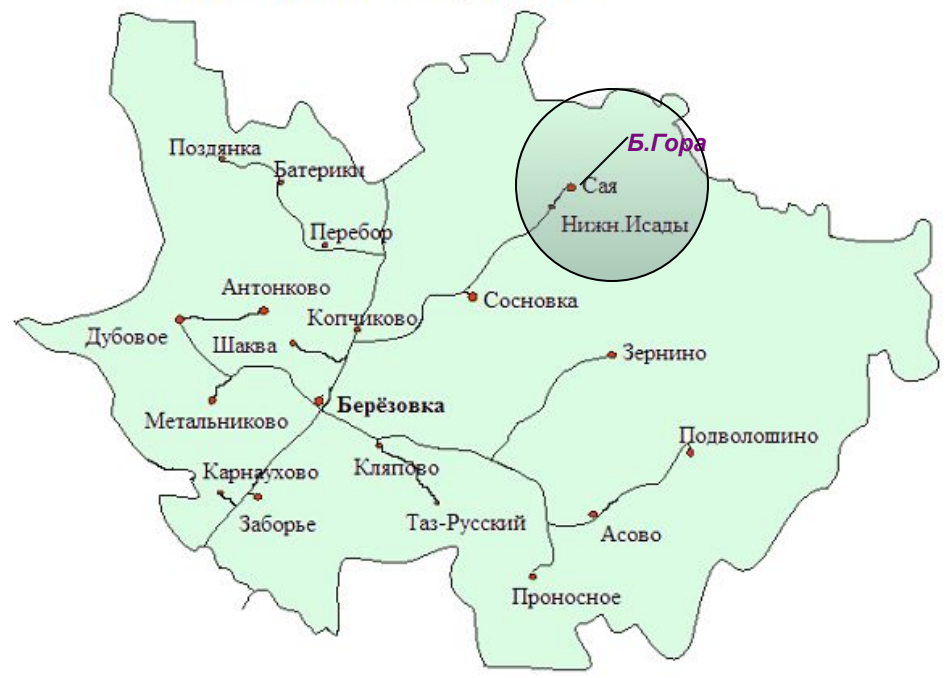 Б.Гора
Поздянка
Батерики
Сая
Нижн.Исады
Перебор
Антонково
Сосновка
Копчиково
Дубовое
Шаква
Зернино
Берёзовка
Метальниково
Подволошино
Кляпово
Карнаухово
Заборье
Таз-Русский
Асово
Проносное